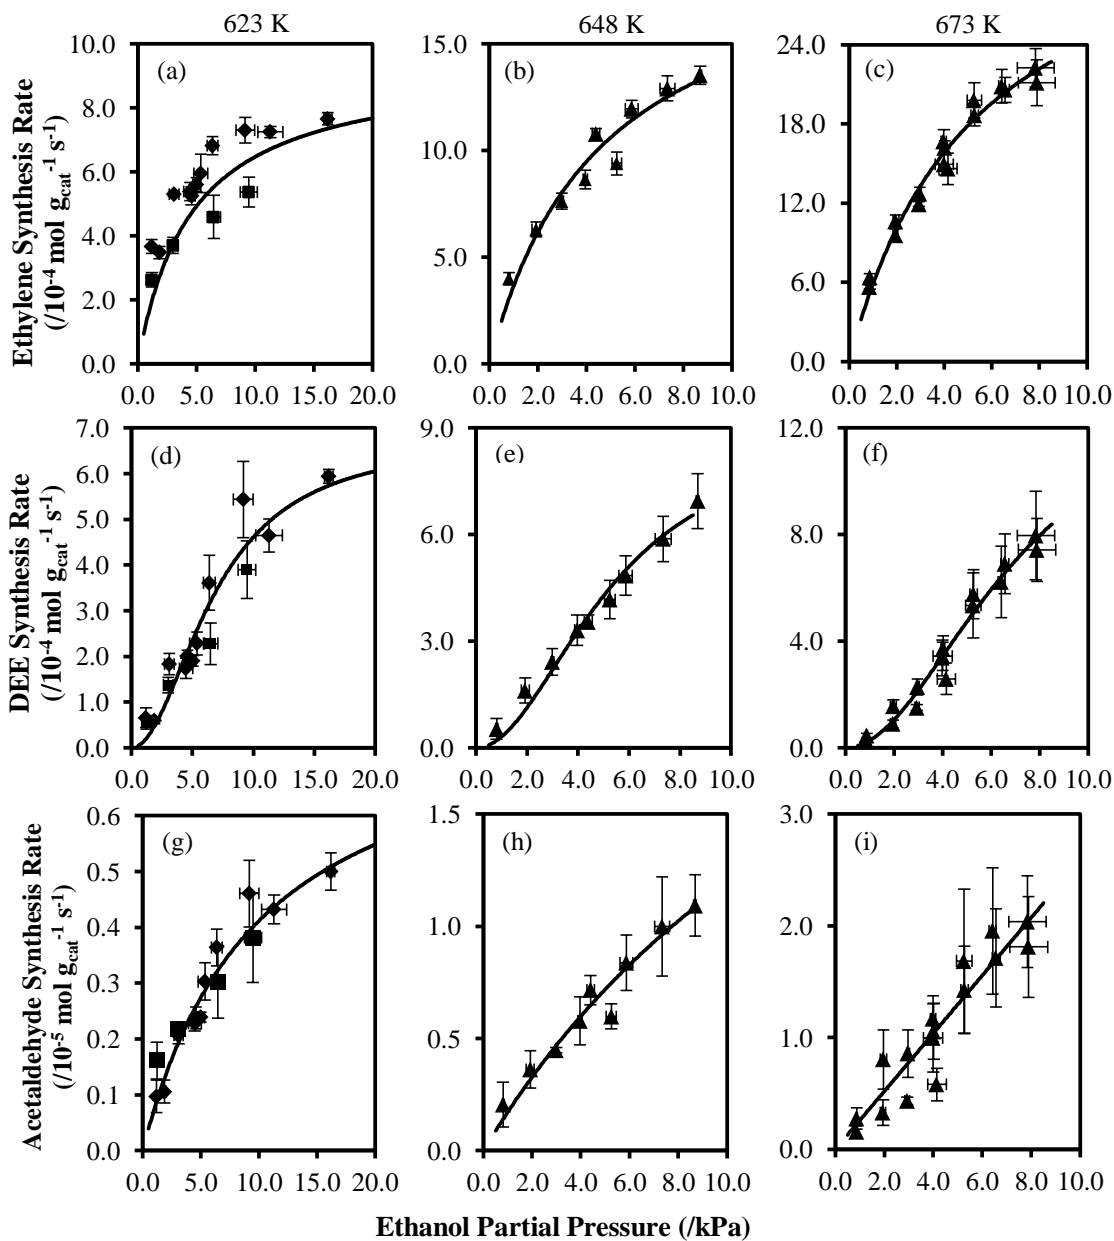 623 K 648 K 673 K
Ethylene Synthesis Rate
(/10-4 mol gcat-1 s-1)
(a) (b) (c)
10.0 15.0 24.0
8.0 18.0
6.0 10.0 12.0
4.0 5.0
2.0 6.0
0.0 0.0 0.0
0.0 5.0 10.0 15.0 20.0 0.0 2.0 4.0 6.0 8.0 10.0 0.0 2.0 4.0 6.0 8.0 10.0
DEE Synthesis Rate
(/10-4 mol gcat-1 s-1)
(d) (e) (f)
7.0 9.0 12.0
6.0
5.0 6.0 8.0
4.0
3.0 3.0 4.0
2.0
1.0
0.0 0.0 0.0
0.0 5.0 10.0 15.0 20.0 0.0 2.0 4.0 6.0 8.0 10.0 0.0 2.0 4.0 6.0 8.0 10.0
Acetaldehyde Synthesis Rate
(/10-5 mol gcat-1 s-1)
(g) (h) (i)
0.6 1.5 3.0
0.5
0.4 1.0 2.0
0.3
0.2 0.5 1.0
0.1
0.0 0.0 0.0
0.0 5.0 10.0 15.0 20.0 0.0 2.0 4.0 6.0 8.0 10.0 0.0 2.0 4.0 6.0 8.0 10.0
Ethanol Partial Pressure (/kPa)